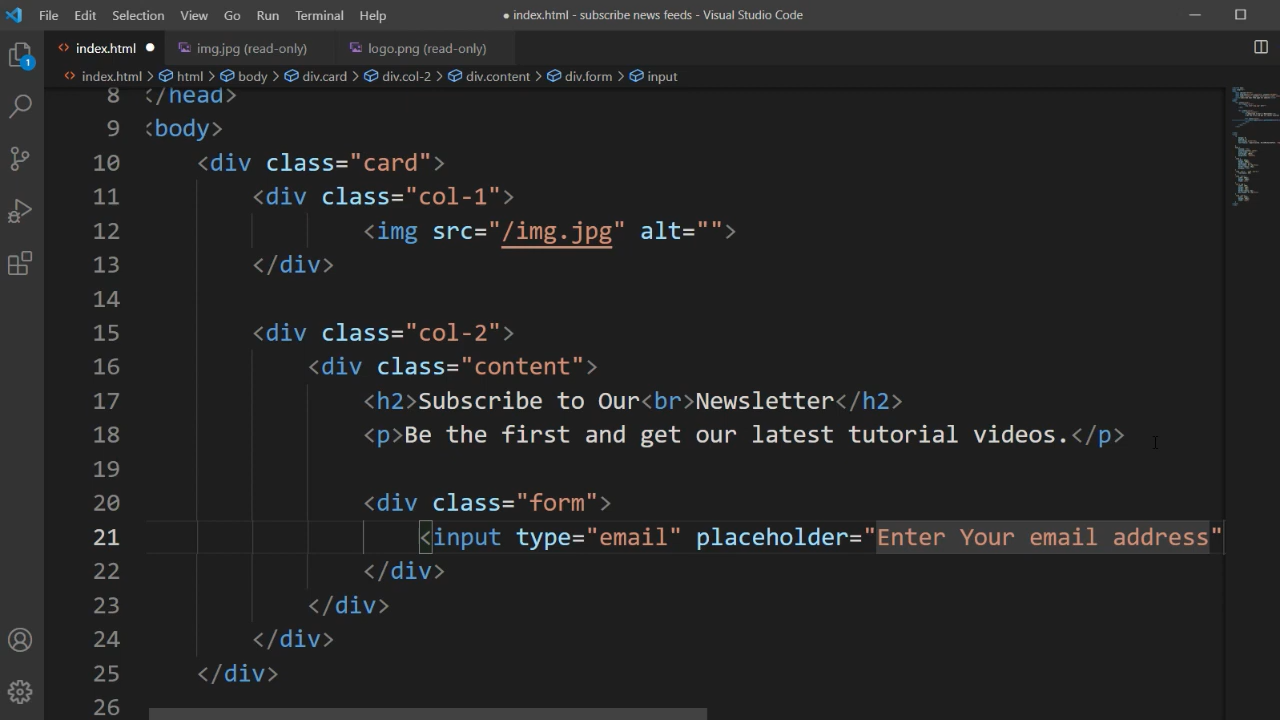 File Edit Selection View Go Run Terminal Help ● index.html - subscribe news feeds - Visual Studio Code
<> index.html ● img.jpg (read-only) logo.png (read-only)
<> index.html > html > body > div.card > div.col-2 > div.content > div.form > input
1
8 </head>
9 <body>
10 <div class="card">
11 <div class="col-1">
12 <img src="/img.jpg" alt="">
13 </div>
14
15 <div class="col-2">
16 <div class="content">
17 <h2>Subscribe to Our<br>Newsletter</h2>
18 <p>Be the first and get our latest tutorial videos.</p>
19
20 <div class="form">
21 <input type="email" placeholder="Enter Your email address"
22 </div>
23 </div>
24 </div>
25 </div>
26